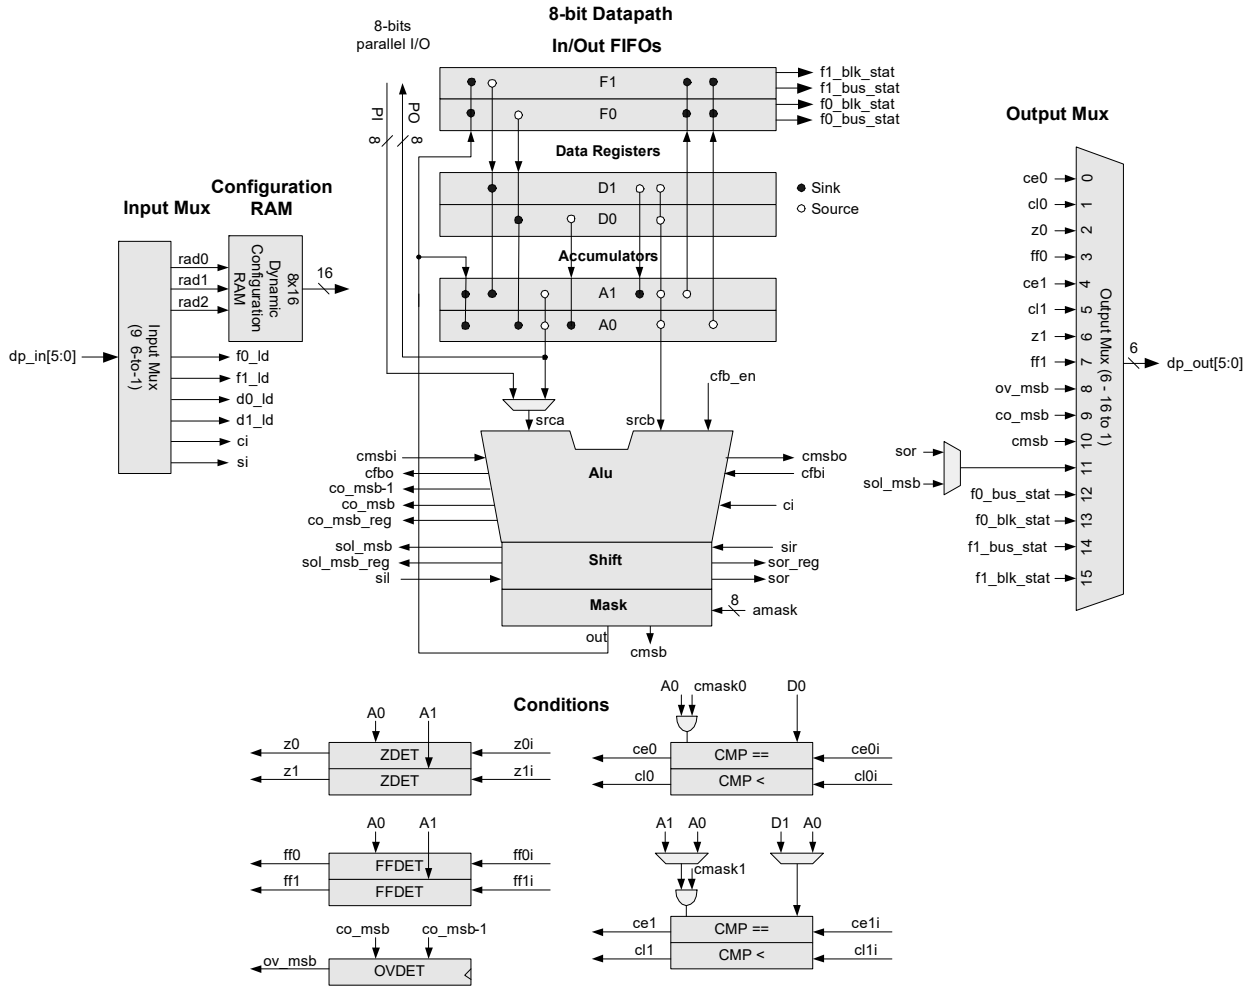 8-bit Datapath
8-bits
parallel I/O
In/Out FIFOs
PI
8
PO
8
F1
F0
f1_blk_stat
f1_bus_stat
f0_blk_stat
f0_bus_stat
Data Registers
D1
D0
Sink
Source
Accumulators
A1
A0
Input Mux
Configuration
RAM
dp_in[5:0]
Input Mux
(9 6-to-1)
rad0
rad1
rad2
8x16
Dynamic
Configuration
RAM
16
f0_ld
f1_ld
d0_ld
d1_ld
ci
si
srca
srcb
cfb_en
Alu
cmsbi
cfbo
co_msb-1
co_msb
co_msb_reg
cmsbo
cfbi
ci
Shift
sol_msb
sol_msb_reg
sil
sir
sor_reg
sor
Mask
8
amask
out
cmsb
Output Mux
ce0
cl0
z0
ff0
ce1
cl1
z1
ff1
ov_msb
co_msb
cmsb
sor
sol_msb
f0_bus_stat
f0_blk_stat
f1_bus_stat
f1_blk_stat
0
1
2
3
4
5
6
7
8
9
10
11
12
13
14
15
Output Mux (6 - 16 to 1)
6
dp_out[5:0]
Conditions
A0
A1
z0
ZDET
z0i
z1
ZDET
z1i
A0
A1
ff0
FFDET
ff0i
ff1
FFDET
ff1i
co_msb
co_msb-1
ov_msb
OVDET
A0
cmask0
D0
ce0
CMP ==
ce0i
cl0
CMP <
cl0i
A1
A0
D1
A0
cmask1
ce1
CMP ==
ce1i
cl1
CMP <
cl1i